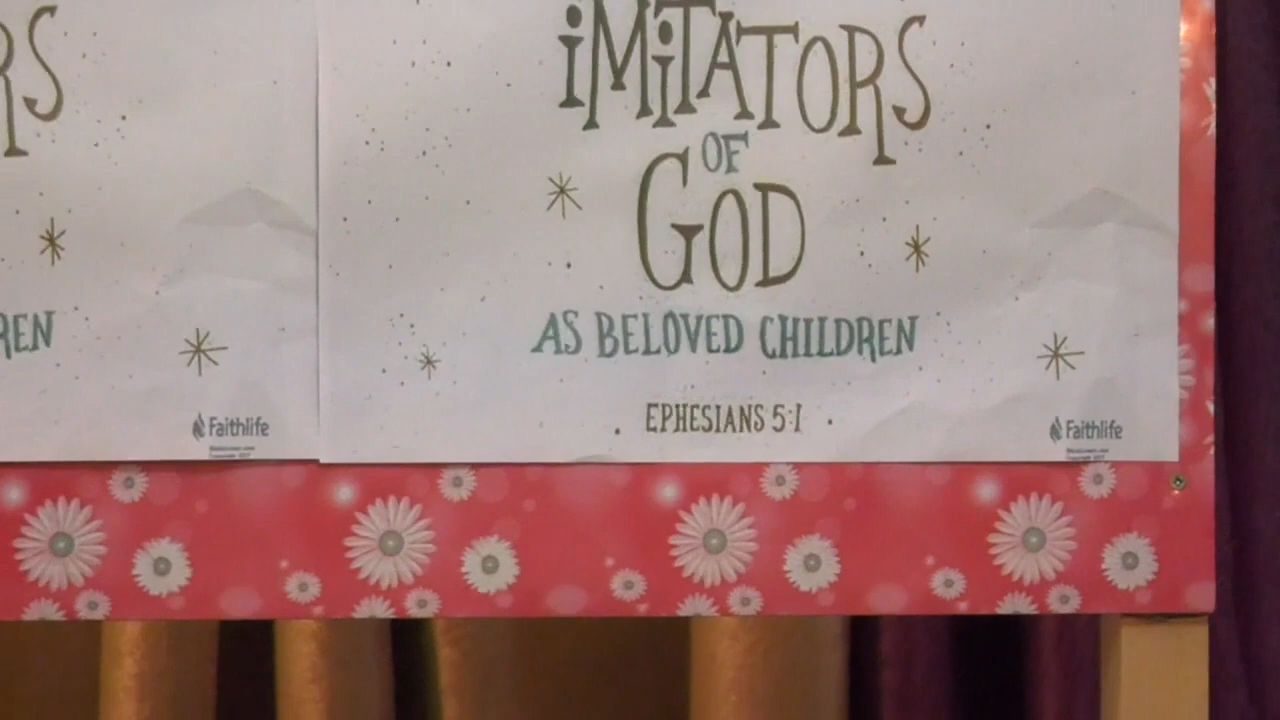 RS
REN
Faithlife
iMiTATORS
OF
GOD
AS BELOVED CHILDREN
EPHESIANS 5:1
Faithlife